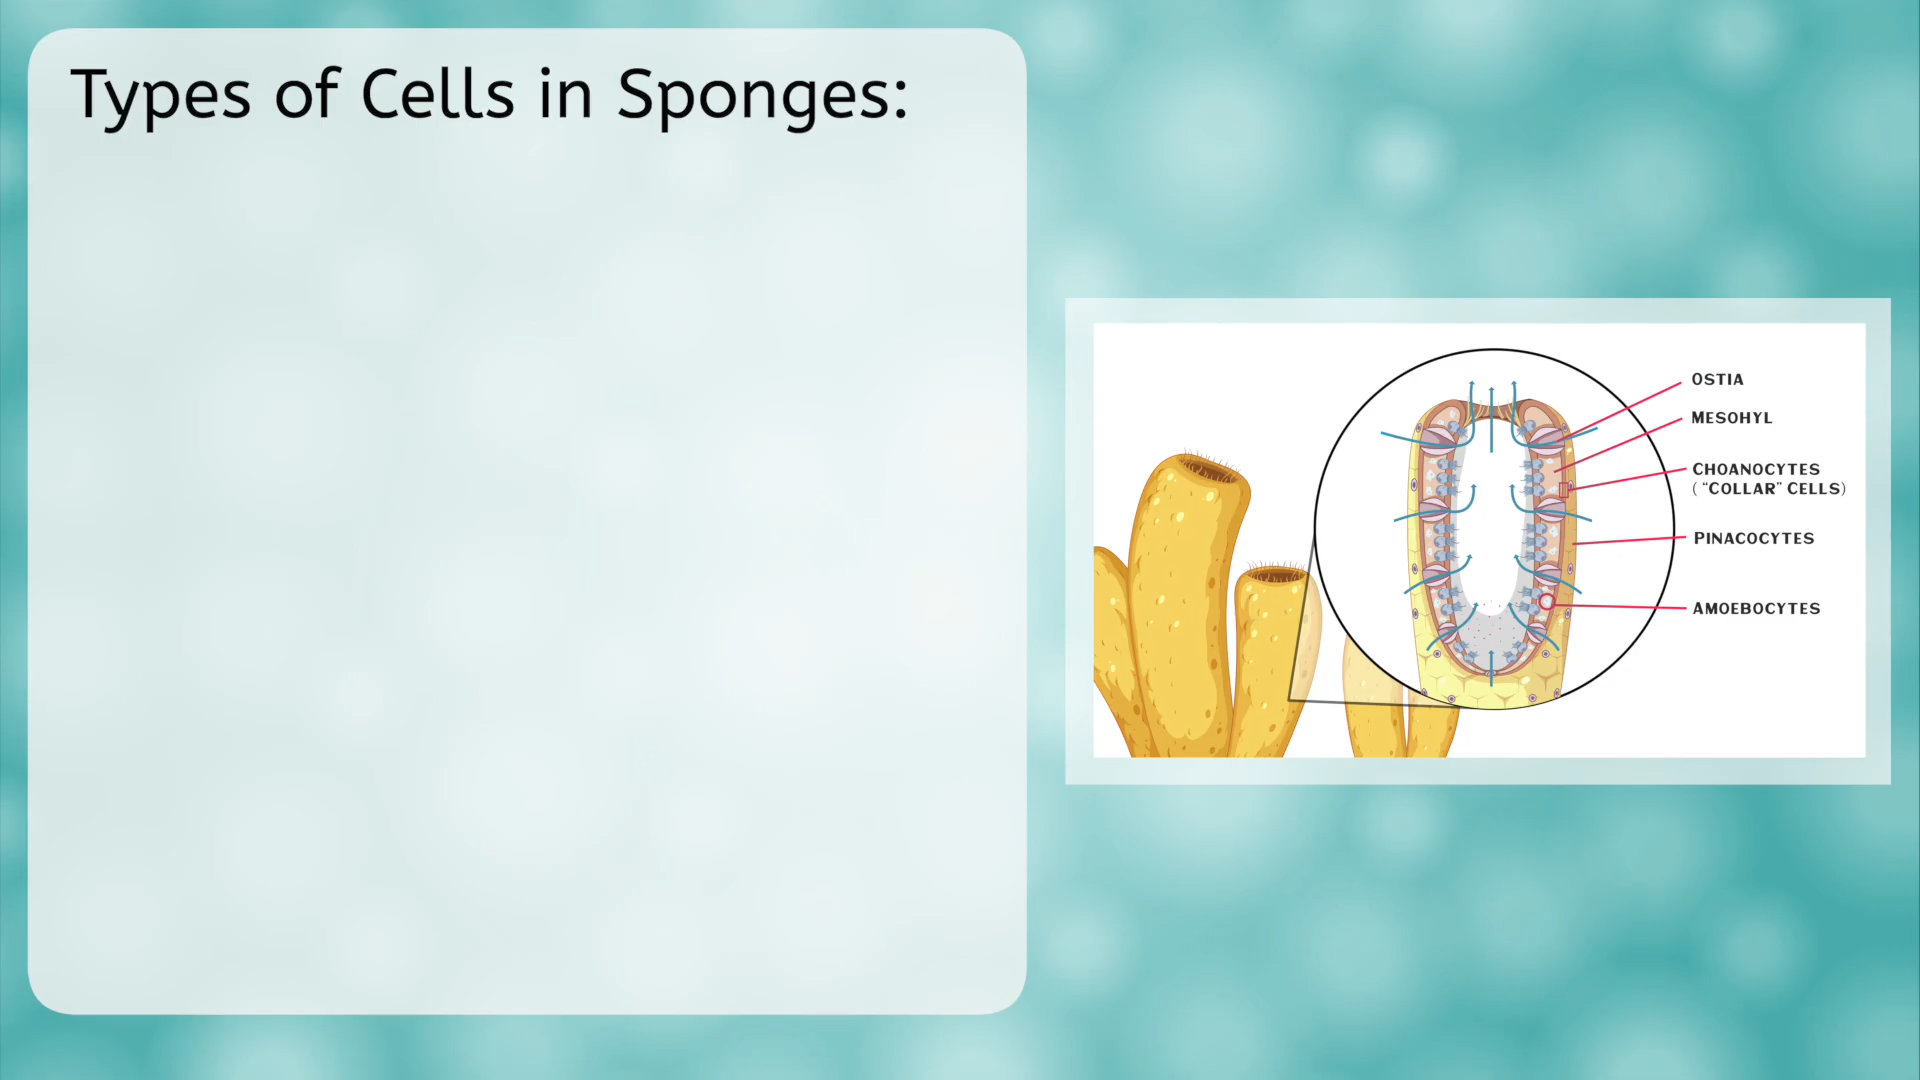 Types of Cells in Sponges:
OSTIA
MESOHYL
CHOANOCYTES
( "COLLAR" CELLS)
PINACOCYTES
AMOEBOCYTES